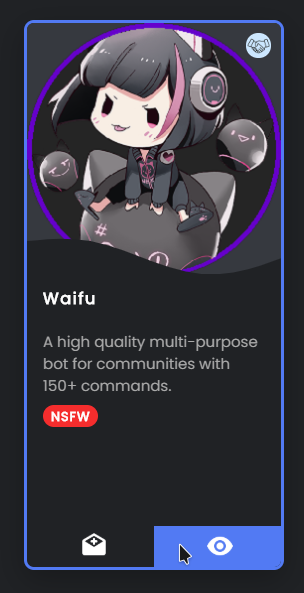 Waifu
A high quality multi-purpose
bot for communities with
150+ commands.
NSFW